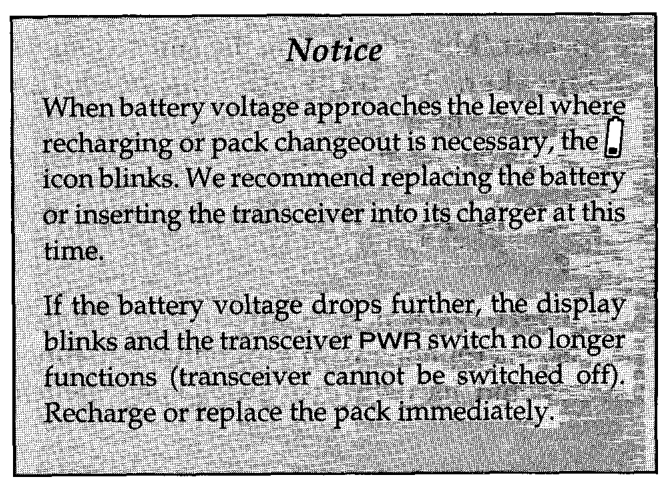 Notice
When battery voltage approaches the level where
recharging or pack changeout is necessary, the
icon blinks. We recommend replacing the battery
or inserting the transceiver into its charger at this
time.
If the battery voltage drops further, the display
blinks and the transceiver PWR switch no longer
functions (transceiver cannot be switched off).
Recharge or replace the pack immediately.